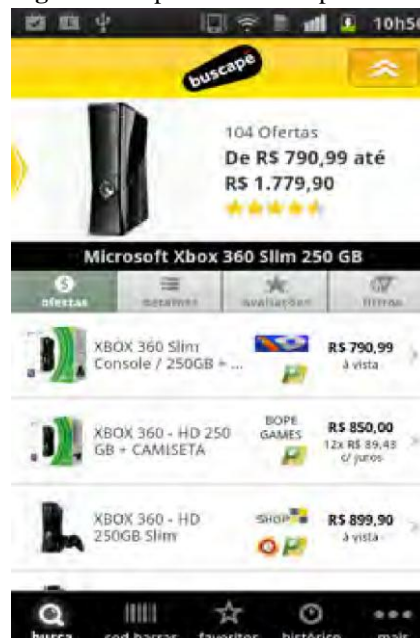 10h5
buscapé
104 Ofertas
De R$ 790,99 até
R$ 1.779,90
Microsoft Xbox 360 Slim 250 GB
ofertas detalhes avaliações filtros
XBOX 360 Slim
Console / 250GB + ...
R$ 790,99
à vista
XBOX 360 - HD 250
GB + CAMISETA
BOPE
GAMES
R$ 850,00
12x R$ 89,43
c/ juros
XBOX 360 - HD
250GB Slim
SHOP
R$ 899,90
à vista
busca cod barras favoritos histórico mais